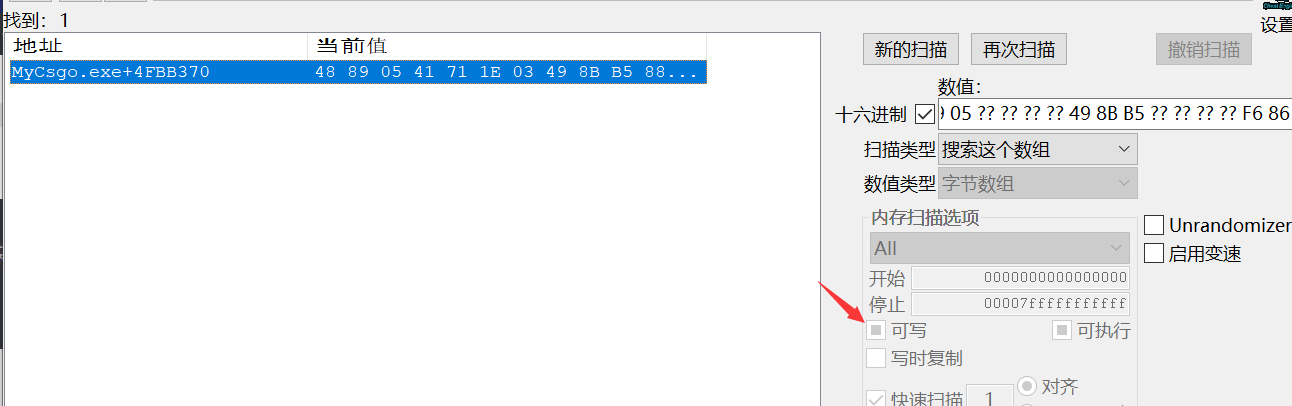 找到: 1
地址 当前值
MyCsgo.exe+4FBB370 48 89 05 41 71 1E 03 49 8B B5 88...
设置
新的扫描 再次扫描 撤销扫描
数值:
十六进制 05 ?? ?? ?? ?? 49 8B B5 ?? ?? ?? ?? F6 86
扫描类型 搜索这个数组
数值类型 字节数组
内存扫描选项
All
Unrandomizer
启用变速
开始 0000000000000000
停止 00007fffffffffff
可写 可执行
写时复制
快速扫描 1 对齐